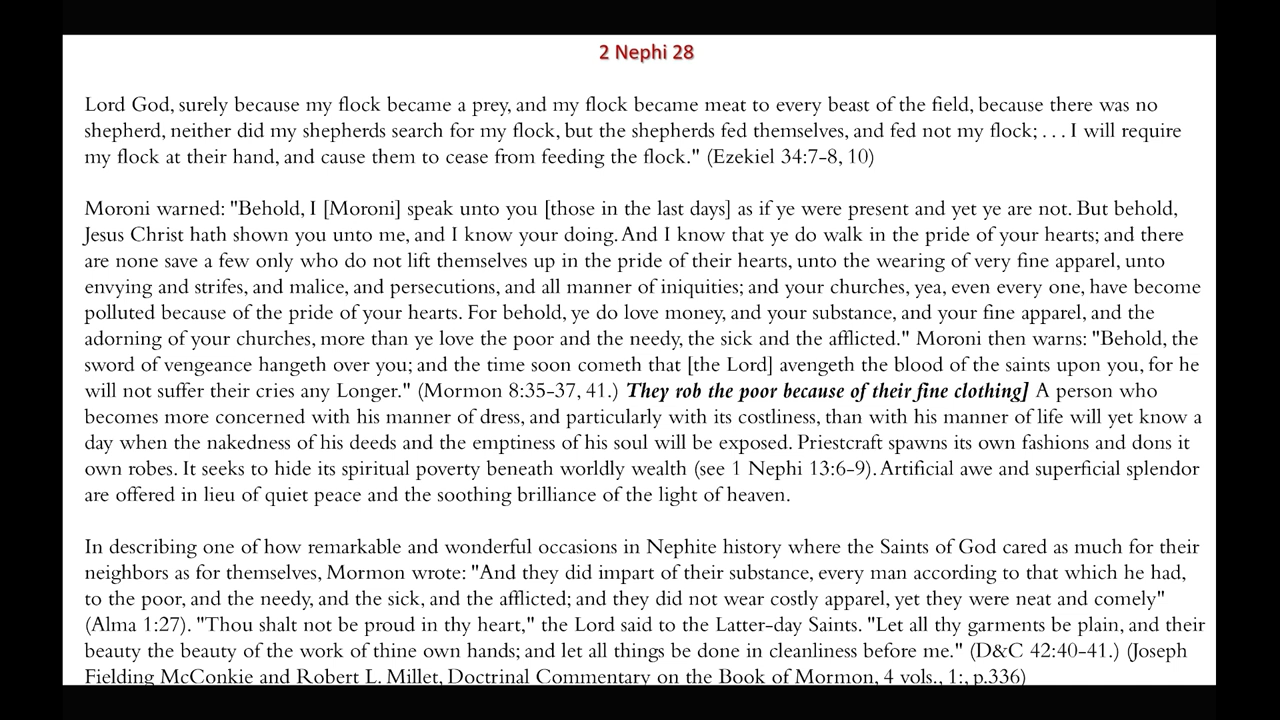 2 Nephi 28
Lord God, surely because my flock became a prey, and my flock became meat to every beast of the field, because there was no
shepherd, neither did my shepherds search for my flock, but the shepherds fed themselves, and fed not my flock; . . . I will require
my flock at their hand, and cause them to cease from feeding the flock." (Ezekiel 34:7-8, 10)
Moroni warned: "Behold, I [Moroni] speak unto you [those in the last days] as if ye were present and yet ye are not. But behold,
Jesus Christ hath shown you unto me, and I know your doing. And I know that ye do walk in the pride of your hearts; and there
are none save a few only who do not lift themselves up in the pride of their hearts, unto the wearing of very fine apparel, unto
envying and strifes, and malice, and persecutions, and all manner of iniquities; and your churches, yea, even every one, have become
polluted because of the pride of your hearts. For behold, ye do love money, and your substance, and your fine apparel, and the
adorning of your churches, more than ye love the poor and the needy, the sick and the afflicted." Moroni then warns: "Behold, the
sword of vengeance hangeth over you; and the time soon cometh that [the Lord] avengeth the blood of the saints upon you, for he
will not suffer their cries any Longer." (Mormon 8:35-37, 41.) They rob the poor because of their fine clothing] A person who
becomes more concerned with his manner of dress, and particularly with its costliness, than with his manner of life will yet know a
day when the nakedness of his deeds and the emptiness of his soul will be exposed. Priestcraft spawns its own fashions and dons it
own robes. It seeks to hide its spiritual poverty beneath worldly wealth (see 1 Nephi 13:6-9). Artificial awe and superficial splendor
are offered in lieu of quiet peace and the soothing brilliance of the light of heaven.
In describing one of how remarkable and wonderful occasions in Nephite history where the Saints of God cared as much for their
neighbors as for themselves, Mormon wrote: "And they did impart of their substance, every man according to that which he had,
to the poor, and the needy, and the sick, and the afflicted; and they did not wear costly apparel, yet they were neat and comely"
(Alma 1:27). "Thou shalt not be proud in thy heart," the Lord said to the Latter-day Saints. "Let all thy garments be plain, and their
beauty the beauty of the work of thine own hands; and let all things be done in cleanliness before me." (D&C 42:40-41.) (Joseph
Fielding McConkie and Robert L. Millet, Doctrinal Commentary on the Book of Mormon, 4 vols., 1:, p.336)